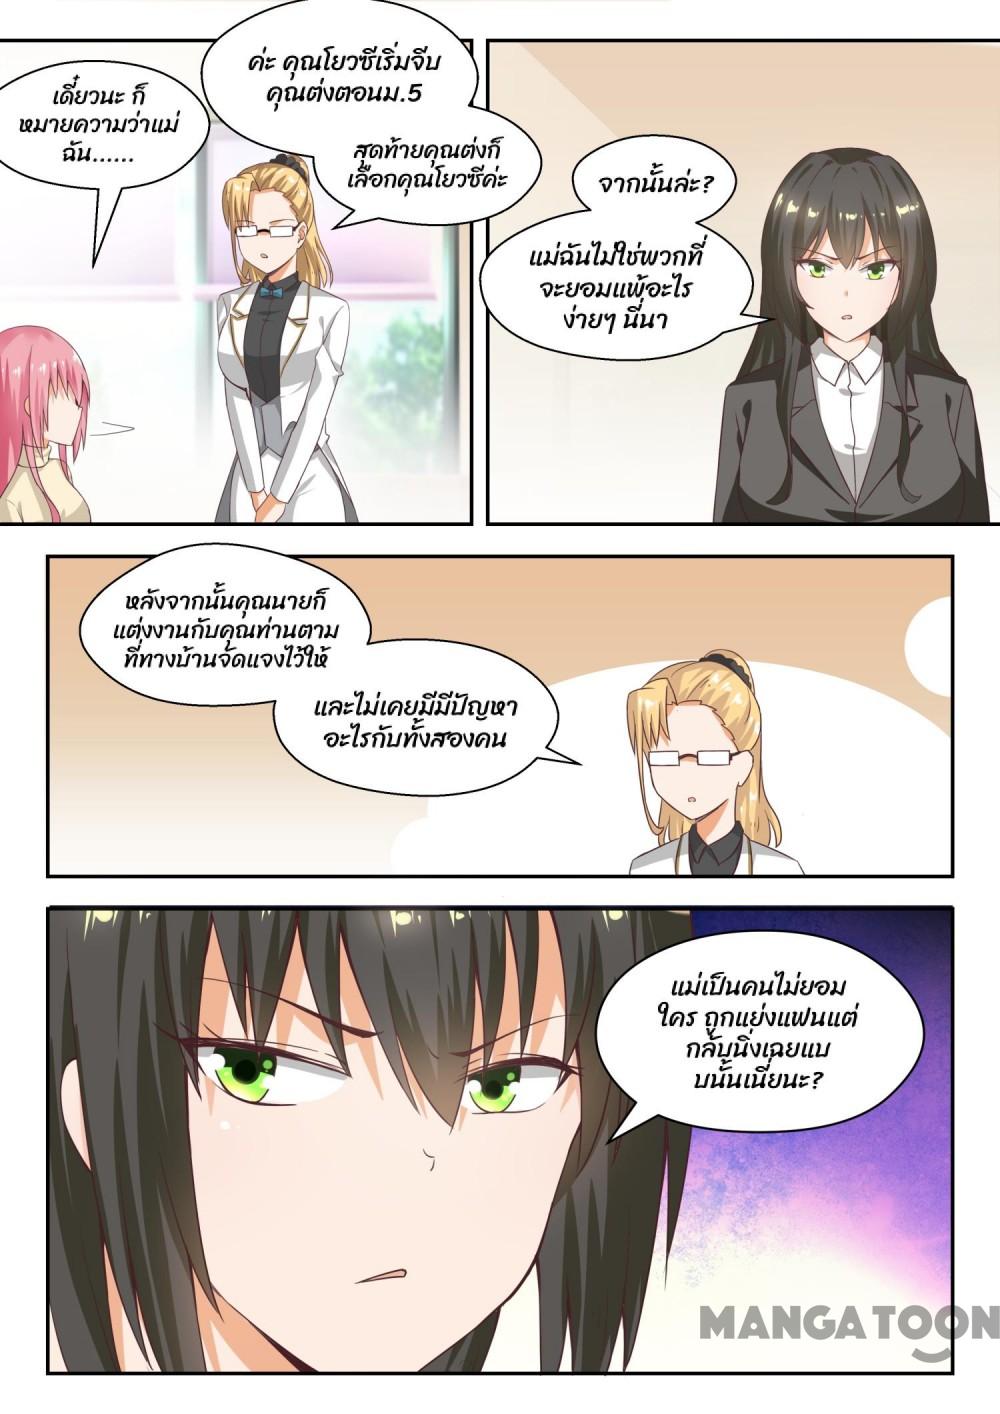 เดี๋ยวนะ ก็
หมายความว่าแม่
ฉัน......
ค่ะ คุณโยวซีเริ่มจีบ
คุณต่งตอนม.5
สุดท้ายคุณต่งก็
เลือกคุณโยวซีค่ะ
จากนั้นล่ะ?
แม่ฉันไม่ใช่พวกที่
จะยอมแพ้อะไร
ง่ายๆ นี่นา
หลังจากนั้นคุณนายก็
แต่งงานกับคุณท่านตาม
ที่ทางบ้านจัดแจงไว้ให้
และไม่เคยมีมีปัญหา
อะไรกับทั้งสองคน
แม่เป็นคนไม่ยอม
ใคร ถูกแย่งแฟนแต่
กลับนิ่งเฉยแบ
บนั้นเนี่ยนะ?
MANGATOON